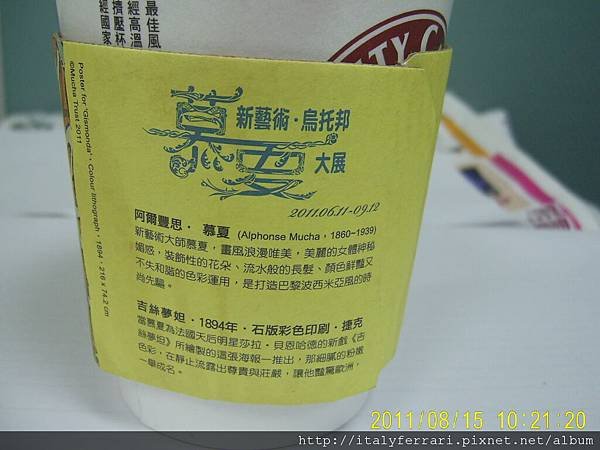 最佳風
經高溫
擠壓杯
經國家
TY C
Poster for 'Gismonda'，Colour lithograph，1894，216 x 74.2 cm
©Mucha Trust 2011
新藝術・烏托邦
慕夏
大展
2011.06.11-09.12
阿爾豐思・慕夏 (Alphonse Mucha，1860~1939)
新藝術大師慕夏，畫風浪漫唯美，美麗的女體神秘
媚惑，裝飾性的花朵、流水般的長髮、顏色鮮豔又
不失和諧的色彩運用，是打造巴黎波西米亞風的時
尚先驅。
吉絲夢妲・1894年・石版彩色印刷・捷克
當慕夏為法國天后明星莎拉・貝恩哈德的新戲《吉
絲夢妲》所繪製的這張海報一推出，那細膩的粉嫩
色彩，在靜止流露出尊貴與莊嚴，讓他豔驚歐洲，
一舉成名。
2011/08/15 10:21:20
http://italyferrari.pixnet.net/album